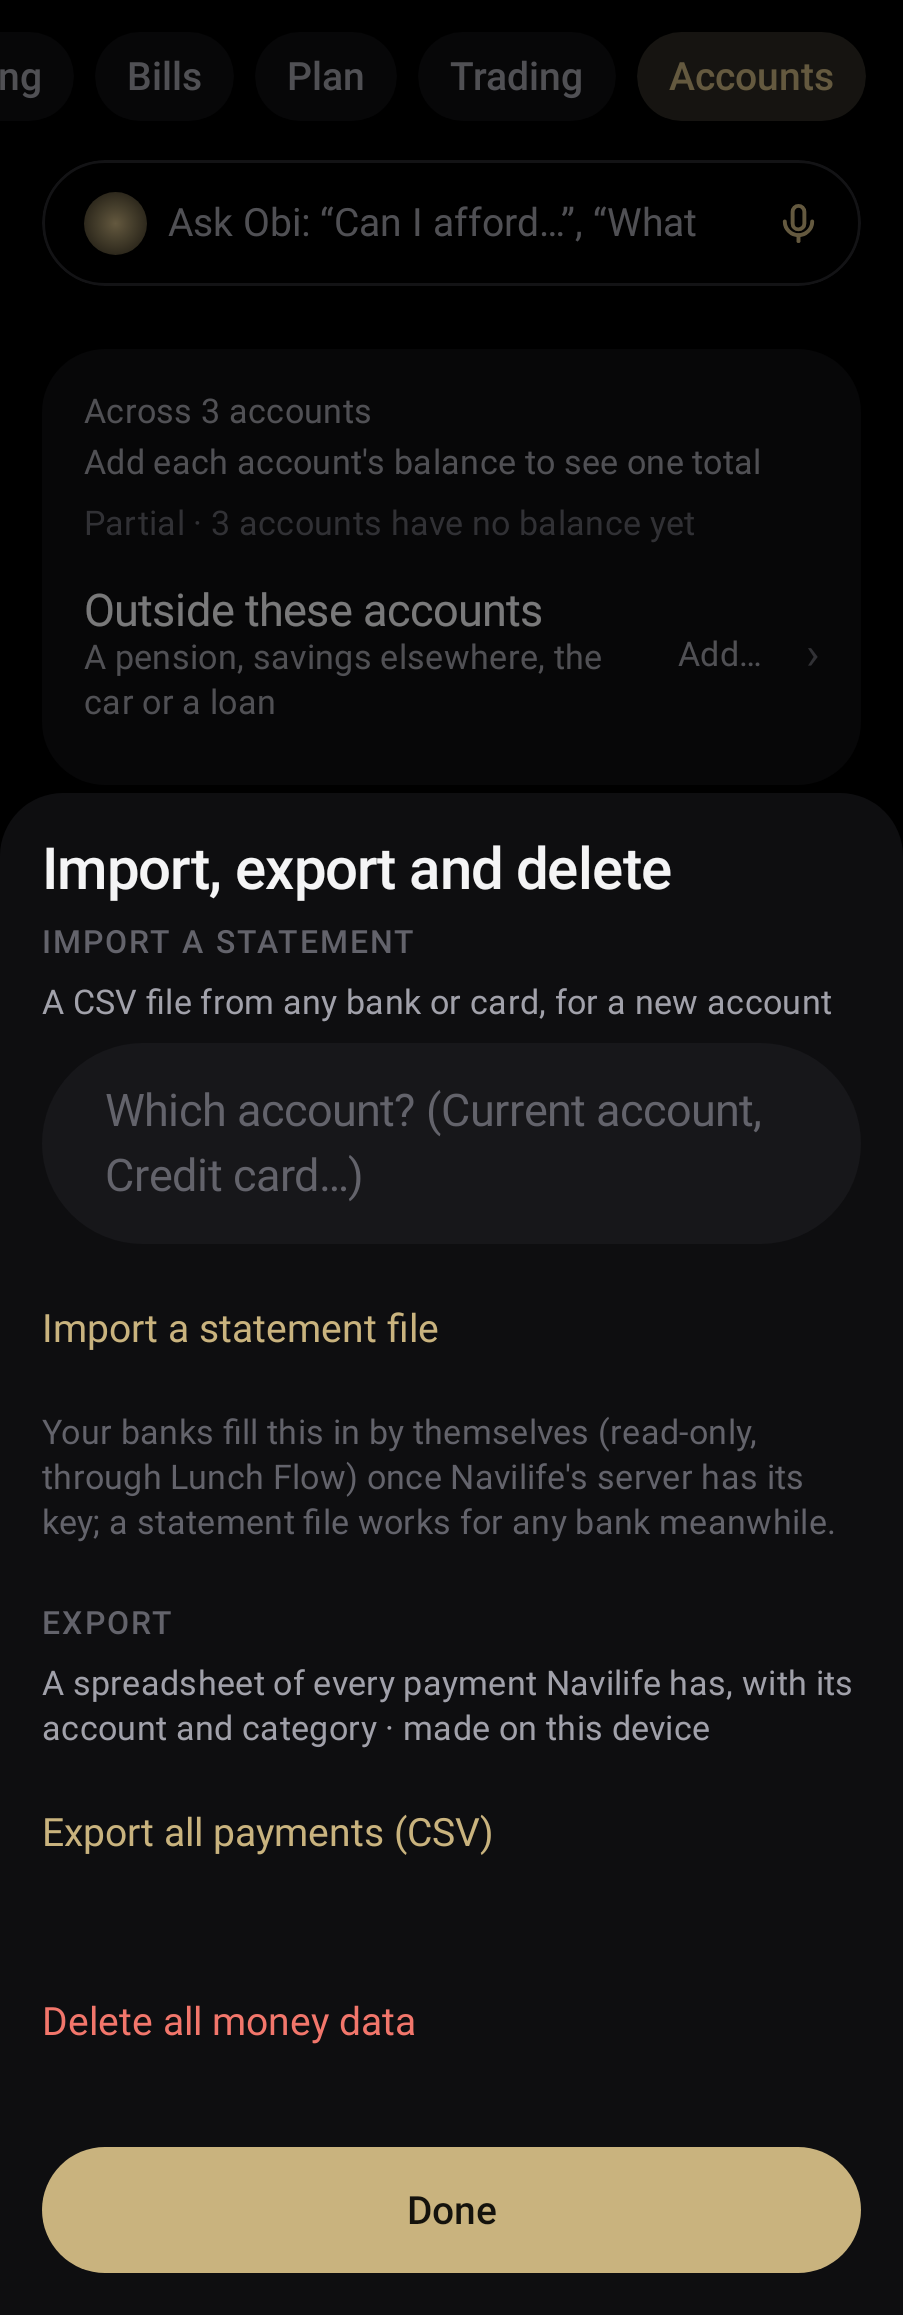 ng
Bills
Plan
Trading
Accounts
Ask Obi: “Can I afford...”, “What
Across 3 accounts
Add each account's balance to see one total
Partial · 3 accounts have no balance yet
Outside these accounts
A pension, savings elsewhere, the
car or a loan
Add... ›
Import, export and delete
IMPORT A STATEMENT
A CSV file from any bank or card, for a new account
Which account? (Current account,
Credit card...)
Import a statement file
Your banks fill this in by themselves (read-only,
through Lunch Flow) once Navilife's server has its
key; a statement file works for any bank meanwhile.
EXPORT
A spreadsheet of every payment Navilife has, with its
account and category · made on this device
Export all payments (CSV)
Delete all money data
Done